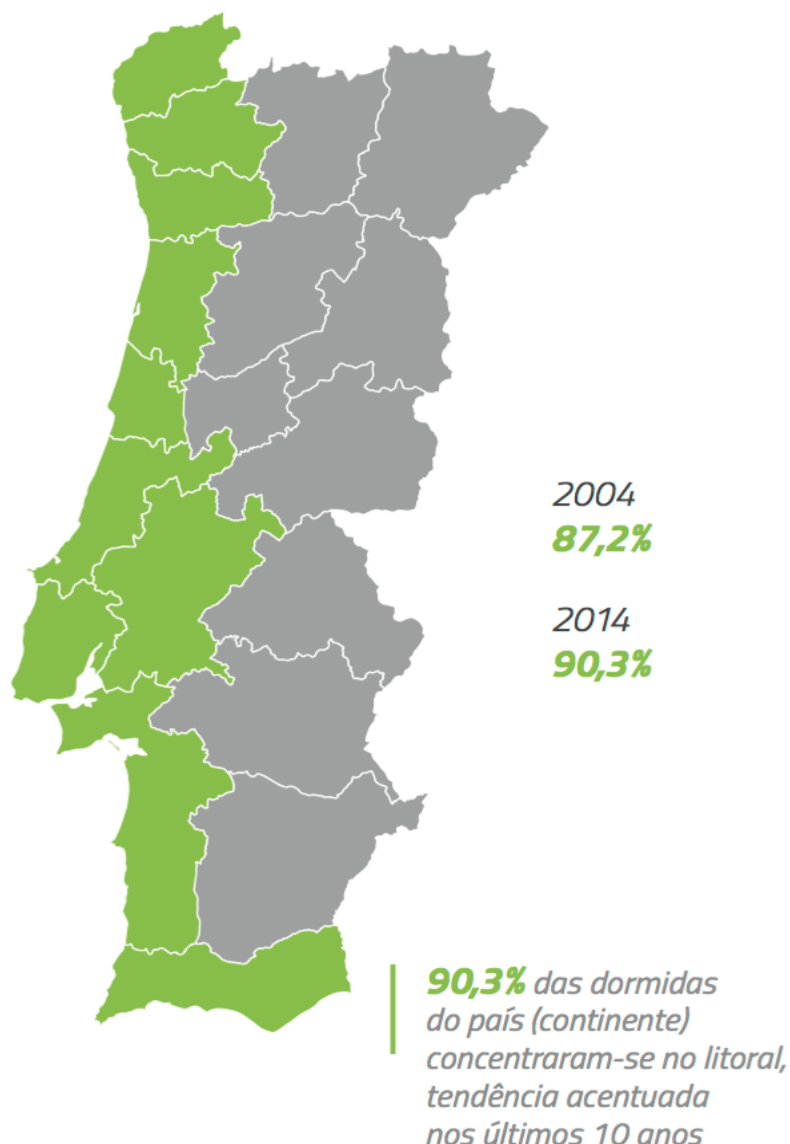 2004
87,2%
2014
90,3%
90,3% das dormidas
do país (continente)
concentraram-se no litoral,
tendência acentuada
nos últimos 10 anos